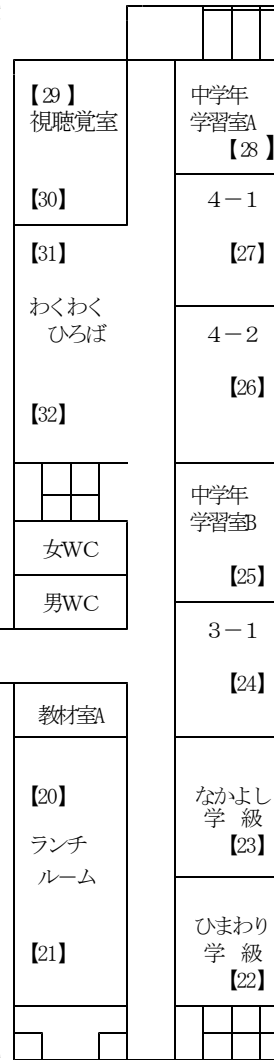 【29】
視聴覚室
【30】
【31】
わくわく
ひろば
【32】
女WC
男WC
教材室A
【20】
ランチ
ルーム
【21】
中学年
学習室A
【28】
4－1
【27】
4－2
【26】
中学年
学習室B
【25】
3－1
【24】
なかよし
学 級
【23】
ひまわり
学 級
【22】